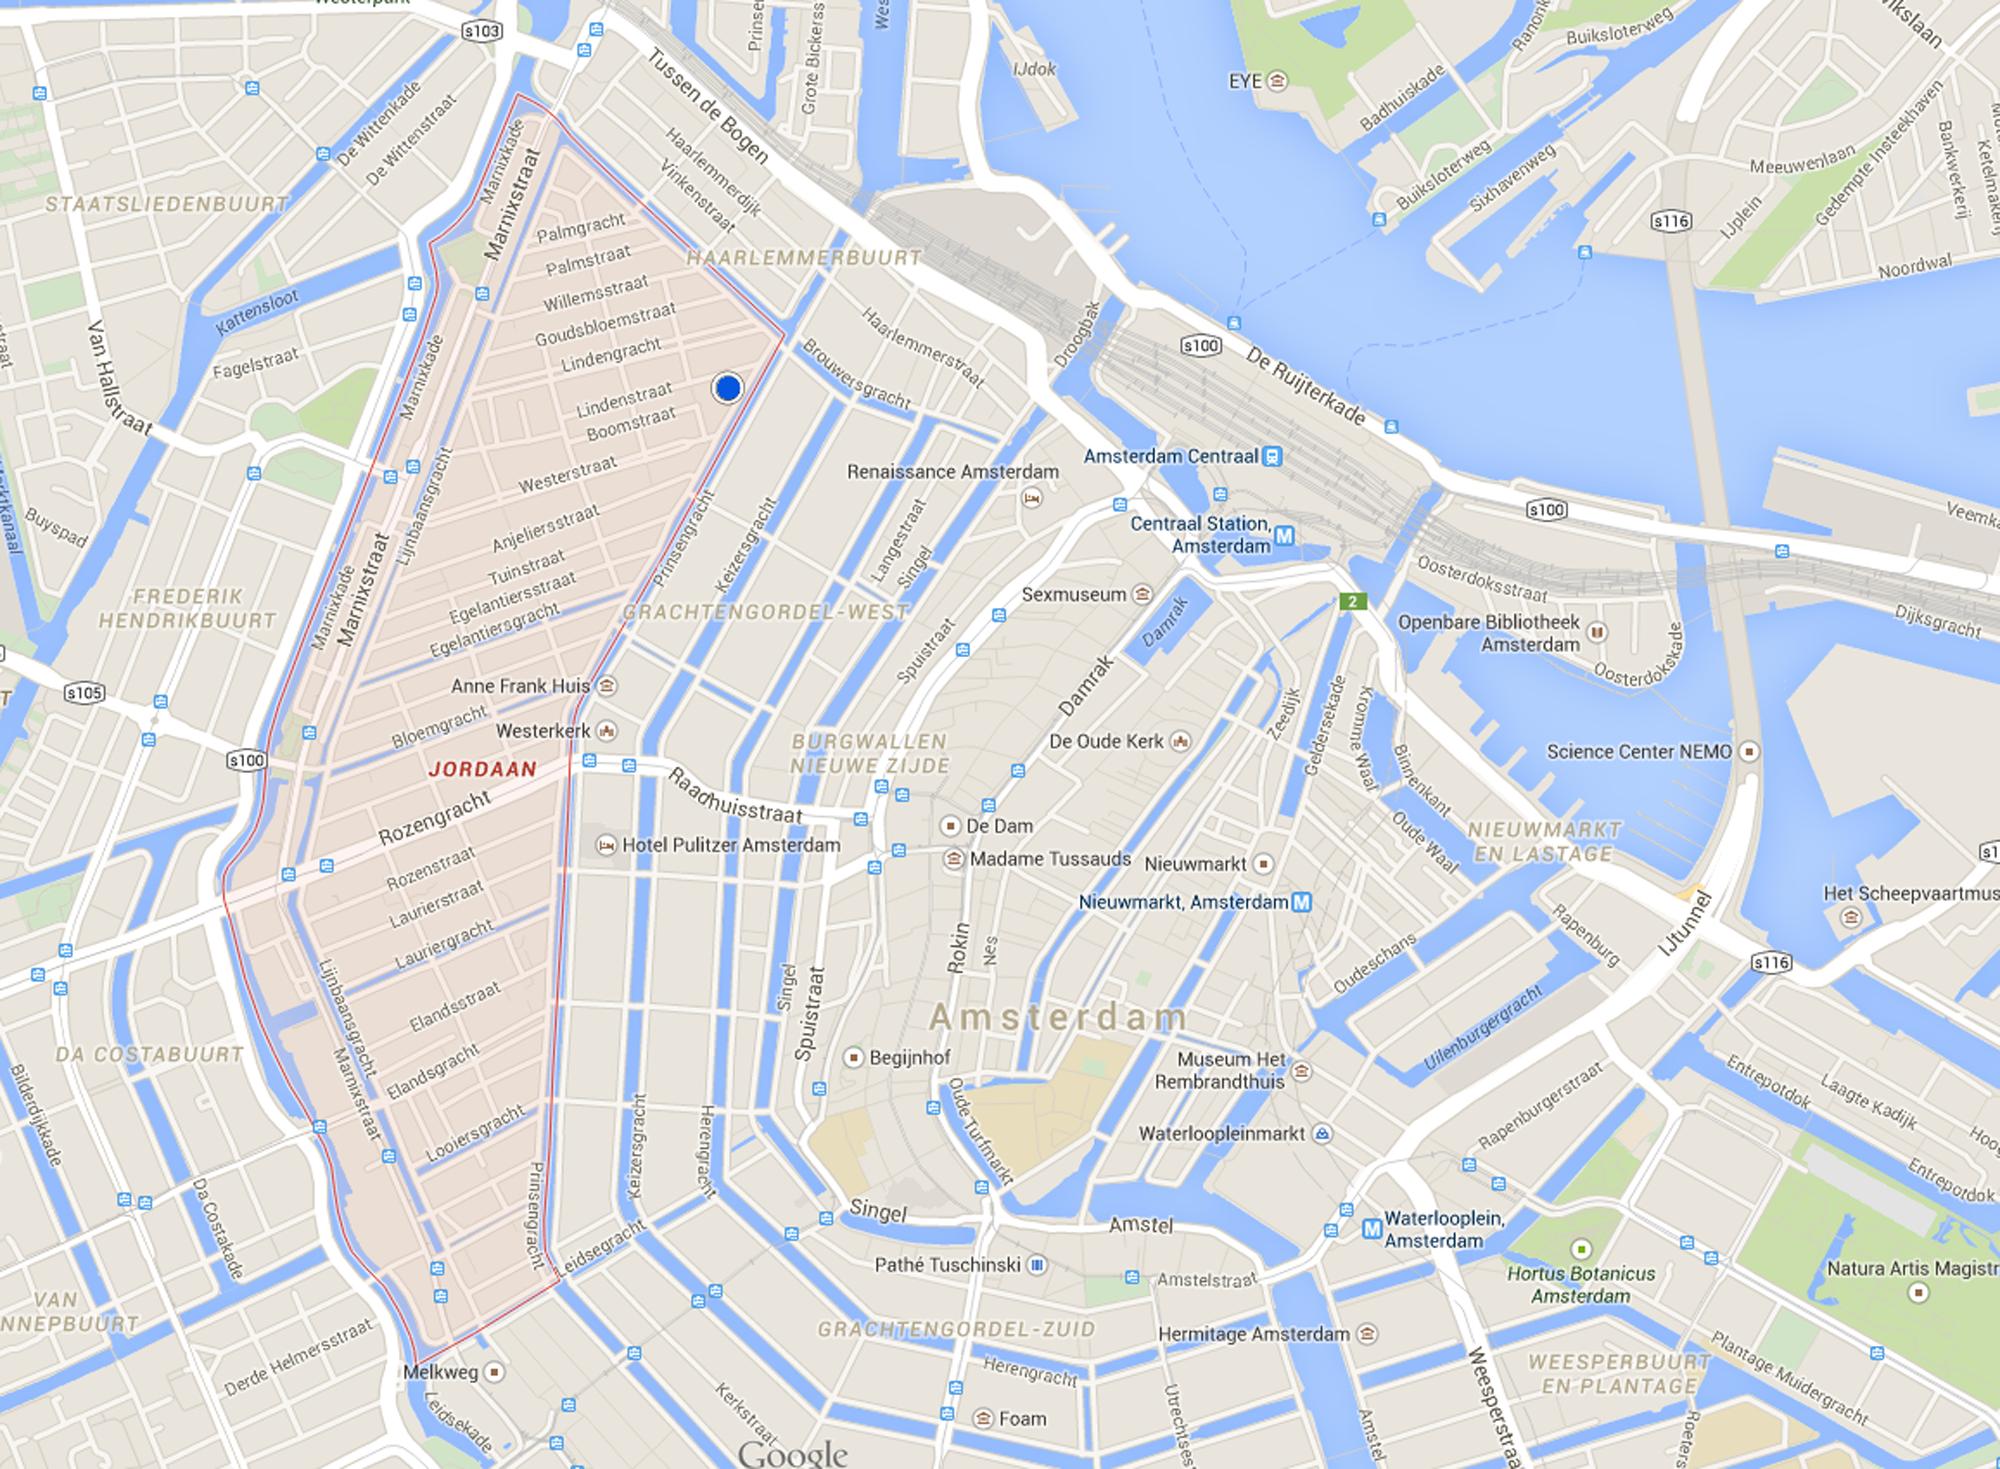 Westerpark
s103
Tussen de Bogen
Grote Bickerss
Prinsen
Wes
IJdok
EYE
Badhuiskade
Buiksloterweg
Buiksloterweg
Sixhavenweg
Meeuwenlaan
Gedempte Insteekhaven
Bankwerkerij
Ketelmakerij
IJplein
Noordwal
s116
De Wittenkade
De Wittenstraat
Marnixkade
Marnixstraat
STAATSLIEDENBUURT
Haarlemmerdijk
Vinkenstraat
HAARLEMMERBUURT
Palmgracht
Palmstraat
Willemsstraat
Goudsbloemstraat
Lindengracht
Lindenstraat
Boomstraat
Westerstraat
Anjeliersstraat
Tuinstraat
Egelantiersstraat
Egelantiersgracht
Kattensloot
Fagelstraat
Van Hallstraat
Marnixkade
Lijnbaansgracht
Buyspad
Marktkanaal
FREDERIK
HENDRIKBUURT
Marnixkade
Marnixstraat
Haarlemmerstraat
Brouwersgracht
Droogbak
s100
De Ruijterkade
Renaissance Amsterdam
Amsterdam Centraal
Centraal Station,
Amsterdam
Prinsengracht
Keizersgracht
Langestraat
Singel
GRACHTENGORDEL-WEST
Sexmuseum
Damrak
Damrak
Spuistraat
s100
Veemka
Oosterdoksstraat
2
Openbare Bibliotheek
Amsterdam
Oosterdokskade
Dijksgracht
s105
Anne Frank Huis
Bloemgracht
Westerkerk
s100
JORDAAN
Rozengracht
Raadhuisstraat
BURGWALLEN
NIEUWE ZIJDE
De Oude Kerk
Zeedijk
Geldersekade
Kromme Waal
Binnenkant
Oude Waal
Science Center NEMO
NIEUWMARKT
EN LASTAGE
Hotel Pulitzer Amsterdam
De Dam
Madame Tussauds
Nieuwmarkt
Nieuwmarkt, Amsterdam
Rozenstraat
Laurierstraat
Lauriergracht
Elandsstraat
Elandsgracht
Looiersgracht
Lijnbaansgracht
Marnixstraat
Singel
Spuistraat
Rokin
Nes
Oudeschans
Rapenburg
IJtunnel
s116
Het Scheepvaartmus
Amsterdam
DA COSTABUURT
Bilderdijkkade
Da Costakade
Begijnhof
Museum Het
Rembrandthuis
Uilenburgergracht
Rapenburgerstraat
Entrepotdok
Laagte Kadijk
Hoog
Entrepotdok
Oude Turfmarkt
Waterloopleinmarkt
Keizersgracht
Herengracht
Prinsengracht
Leidsegracht
Singel
Amstel
Waterlooplein,
Amsterdam
Pathé Tuschinski
Amstelstraat
Hortus Botanicus
Amsterdam
Natura Artis Magistr
VAN
NNEPBUURT
Derde Helmersstraat
GRACHTENGORDEL-ZUID
Hermitage Amsterdam
WEESPERBUURT
EN PLANTAGE
Plantage Muidergracht
Melkweg
Leidsekade
Kerkstraat
Herengracht
Utrechtses
Foam
Amstel
Weesperstraa
Roeters
Google